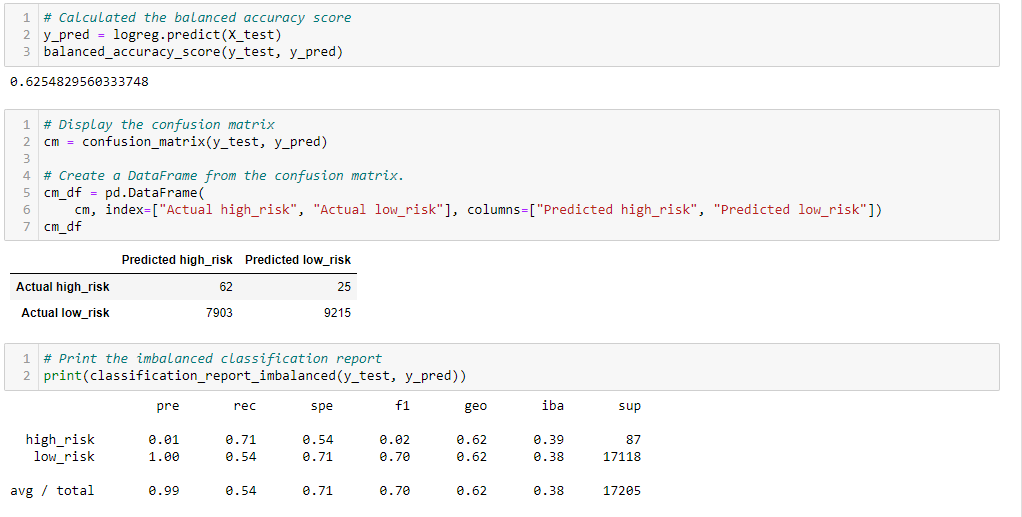 1 # Calculated the balanced accuracy score
2 y_pred = logreg.predict(X_test)
3 balanced_accuracy_score(y_test, y_pred)
0.6254829560333748
1 # Display the confusion matrix
2 cm = confusion_matrix(y_test, y_pred)
3
4 # Create a DataFrame from the confusion matrix.
5 cm_df = pd.DataFrame(
6     cm, index=["Actual high_risk", "Actual low_risk"], columns=["Predicted high_risk", "Predicted low_risk"])
7 cm_df
Predicted high_risk Predicted low_risk
Actual high_risk 62 25
Actual low_risk 7903 9215
1 # Print the imbalanced classification report
2 print(classification_report_imbalanced(y_test, y_pred))
pre rec spe f1 geo iba sup
high_risk 0.01 0.71 0.54 0.02 0.62 0.39 87
low_risk 1.00 0.54 0.71 0.70 0.62 0.38 17118
avg / total 0.99 0.54 0.71 0.70 0.62 0.38 17205